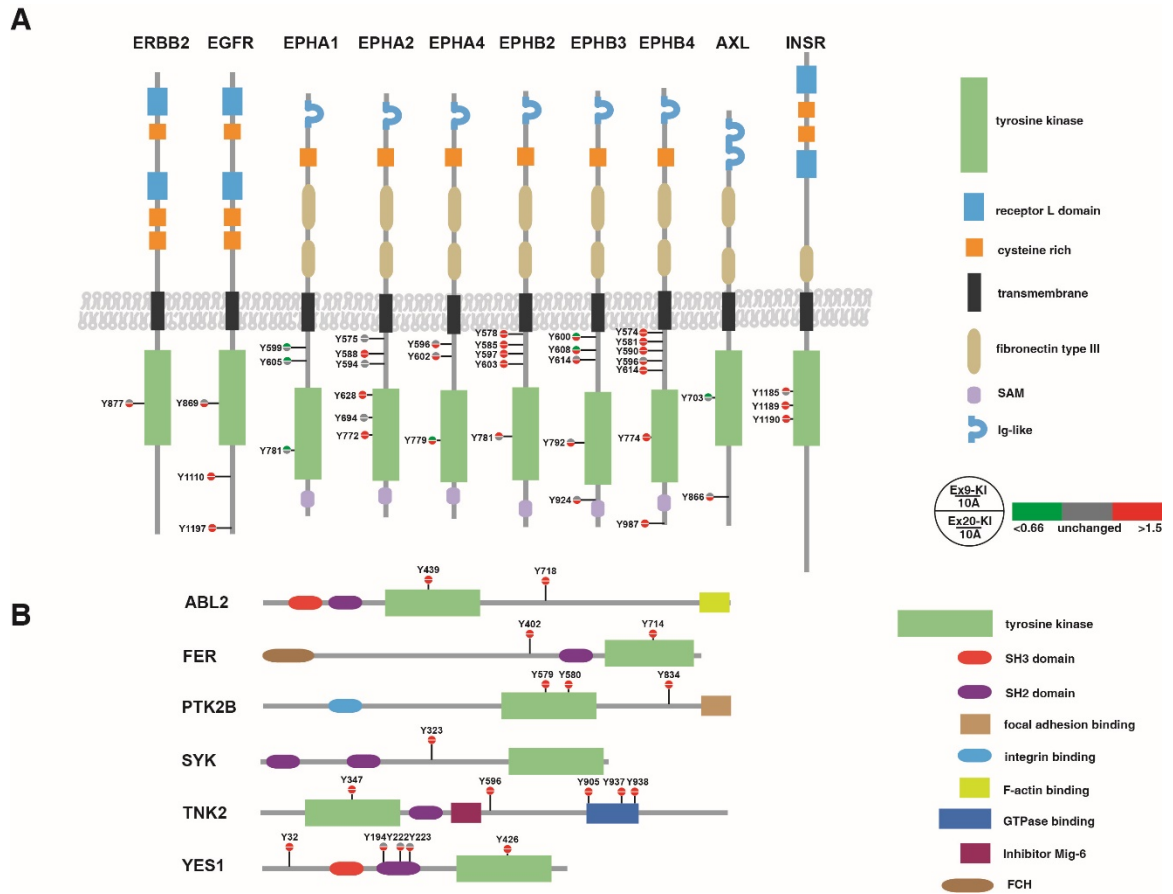 A
ERBB2 EGFR EPHA1 EPHA2 EPHA4 EPHB2 EPHB3 EPHB4 AXL INSR
Y877
Y869
Y1110
Y1197
Y599
Y605
Y781
Y575
Y588
Y594
Y628
Y694
Y772
Y596
Y602
Y779
Y578
Y585
Y597
Y603
Y781
Y600
Y608
Y614
Y792
Y924
Y574
Y581
Y590
Y596
Y614
Y774
Y987
Y703
Y866
Y1185
Y1189
Y1190
tyrosine kinase
receptor L domain
cysteine rich
transmembrane
fibronectin type III
SAM
Ig-like
Ex9-KI
10A
Ex20-KI
10A
<0.66 unchanged >1.5
B
ABL2
Y439 Y718
FER
Y402 Y714
PTK2B
Y579 Y580 Y834
SYK
Y323
TNK2
Y347 Y596 Y905 Y937 Y938
YES1
Y32 Y194 Y222 Y223 Y426
tyrosine kinase
SH3 domain
SH2 domain
focal adhesion binding
integrin binding
F-actin binding
GTPase binding
Inhibitor Mig-6
FCH